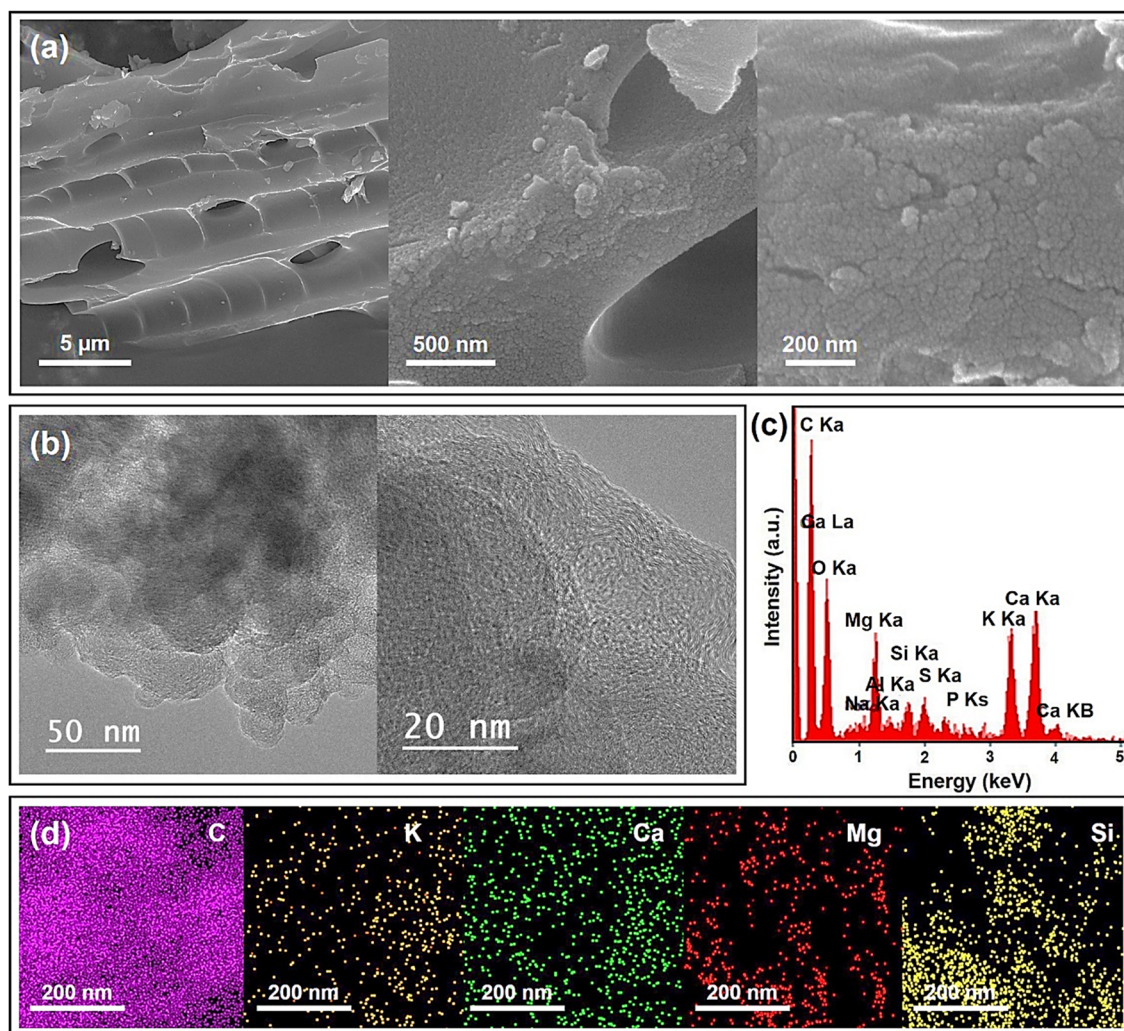 (a)
5 µm
500 nm
200 nm
(b)
50 nm
20 nm
(c)
C Ka
Ca La
O Ka
Mg Ka
Si Ka
Al Ka
S Ka
Na Ka
P Ks
K Ka
Ca Ka
Ca KB
Intensity (a.u.)
0 1 2 3 4 5
Energy (keV)
(d)
C
K
Ca
Mg
Si
200 nm
200 nm
200 nm
200 nm
200 nm